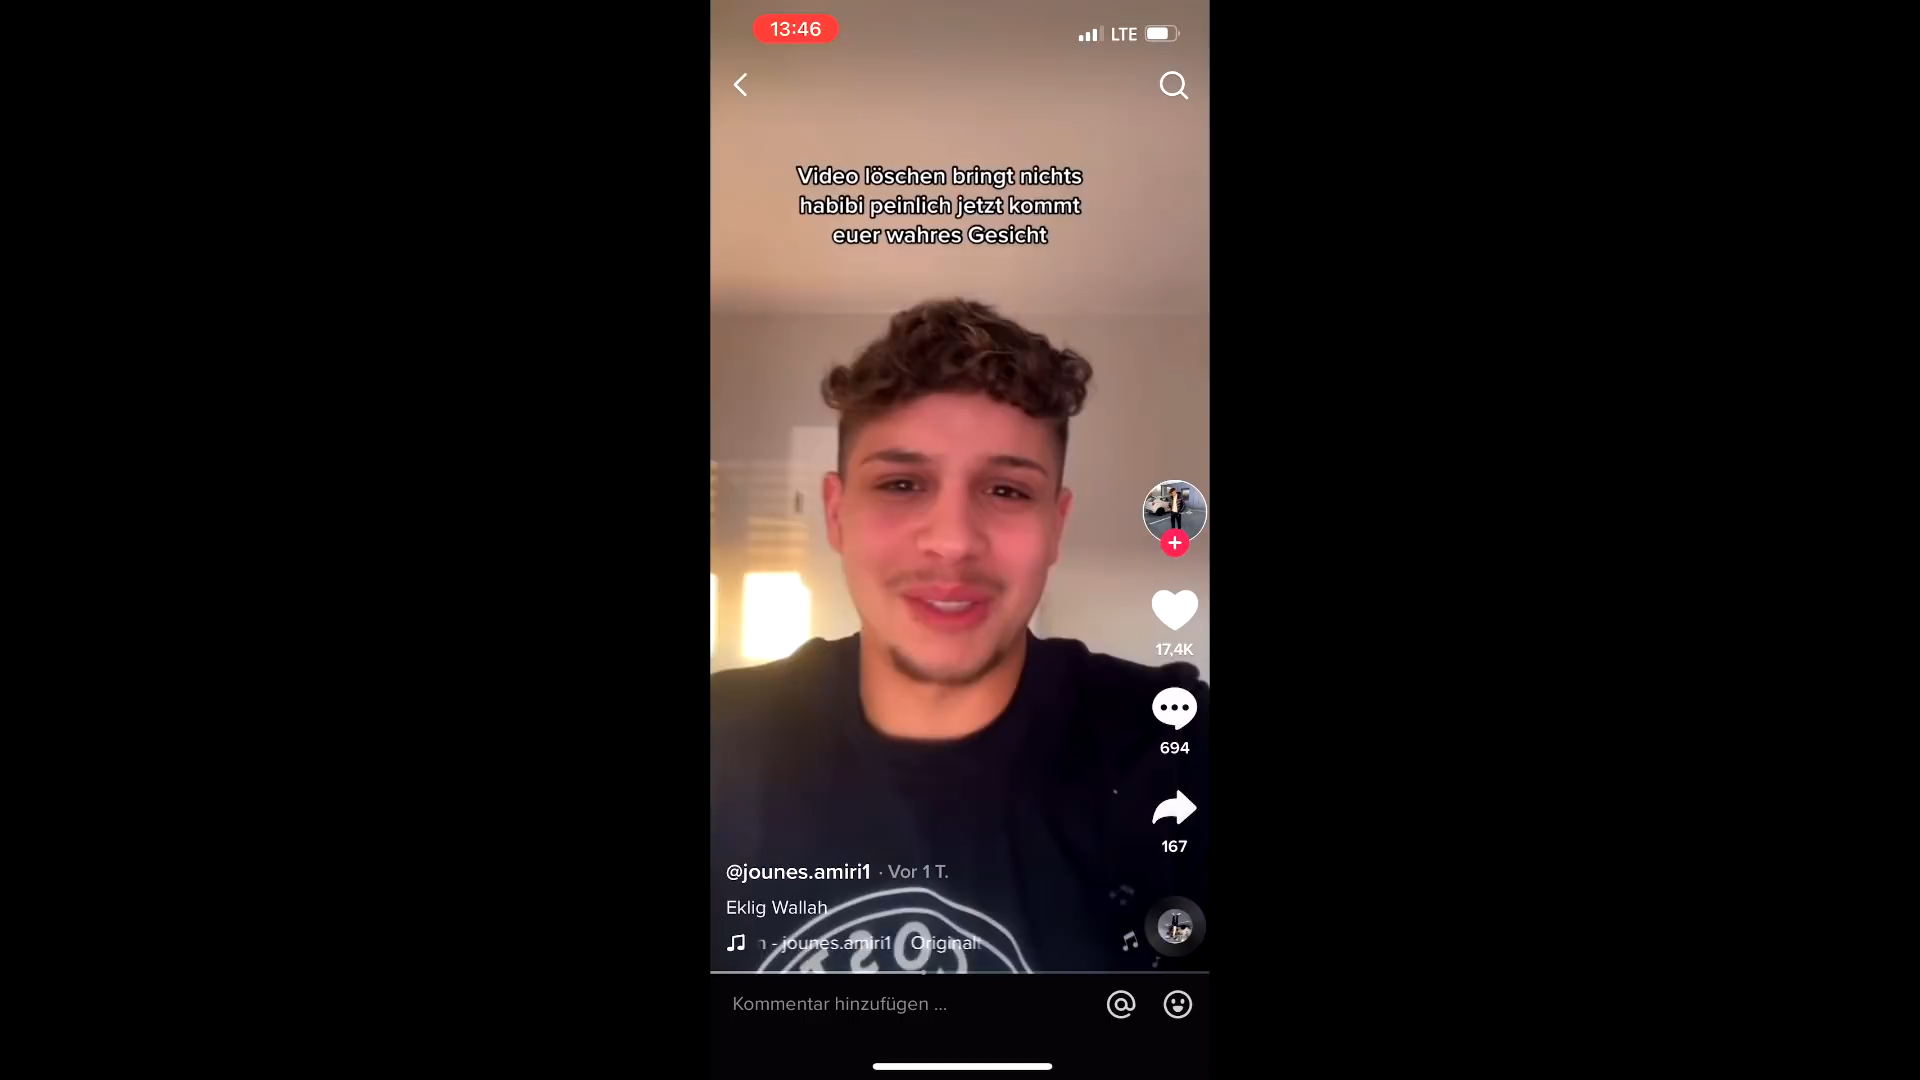 13:46
LTE
Video löschen bringt nichts
habibi peinlich jetzt kommt
euer wahres Gesicht
17,4K
694
167
@jounes.amiri1 · Vor 1 T.
Eklig Wallah
n - jounes.amiri1 Original
COST
Kommentar hinzufügen ...